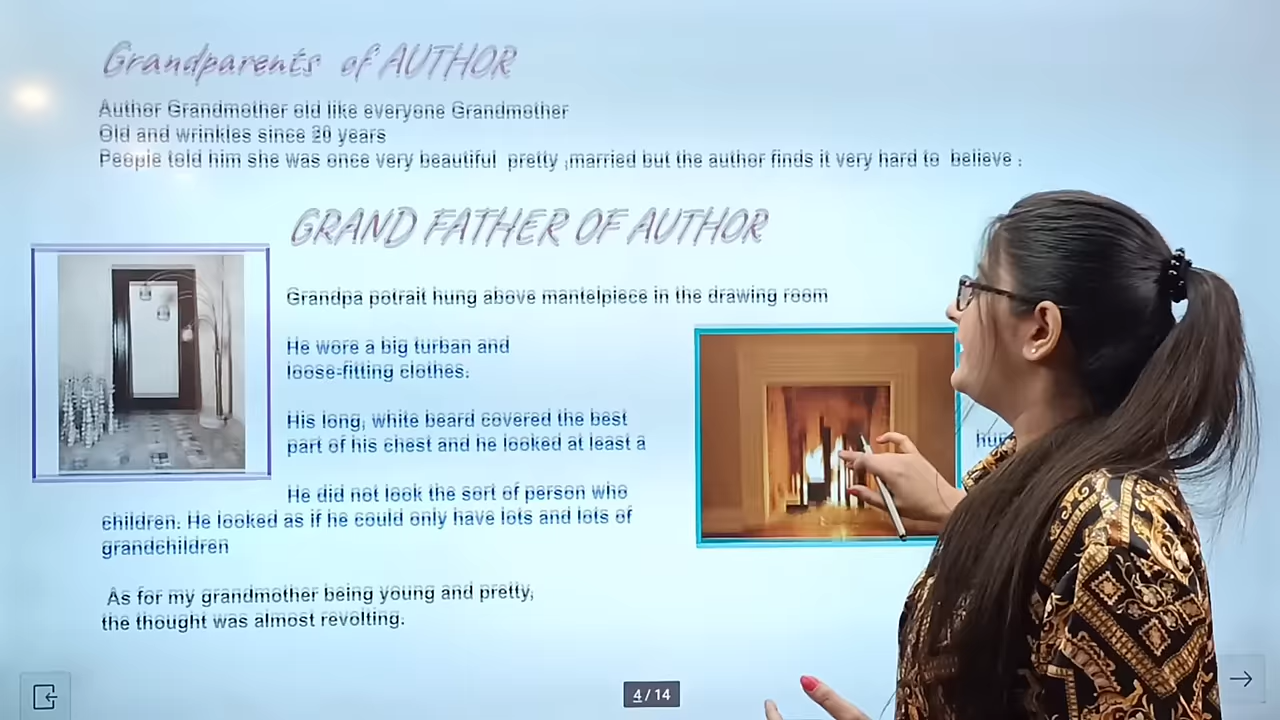 Grandparents of AUTHOR
Author Grandmother old like everyone Grandmother
Old and wrinkles since 20 years
People told him she was once very beautiful pretty ,married but the author finds it very hard to believe .
GRAND FATHER OF AUTHOR
Grandpa potrait hung above mantelpiece in the drawing room
He wore a big turban and
loose-fitting clothes.
His long, white beard covered the best
part of his chest and he looked at least a
He did not look the sort of person who
children. He looked as if he could only have lots and lots of
grandchildren
As for my grandmother being young and pretty,
the thought was almost revolting.
4 / 14